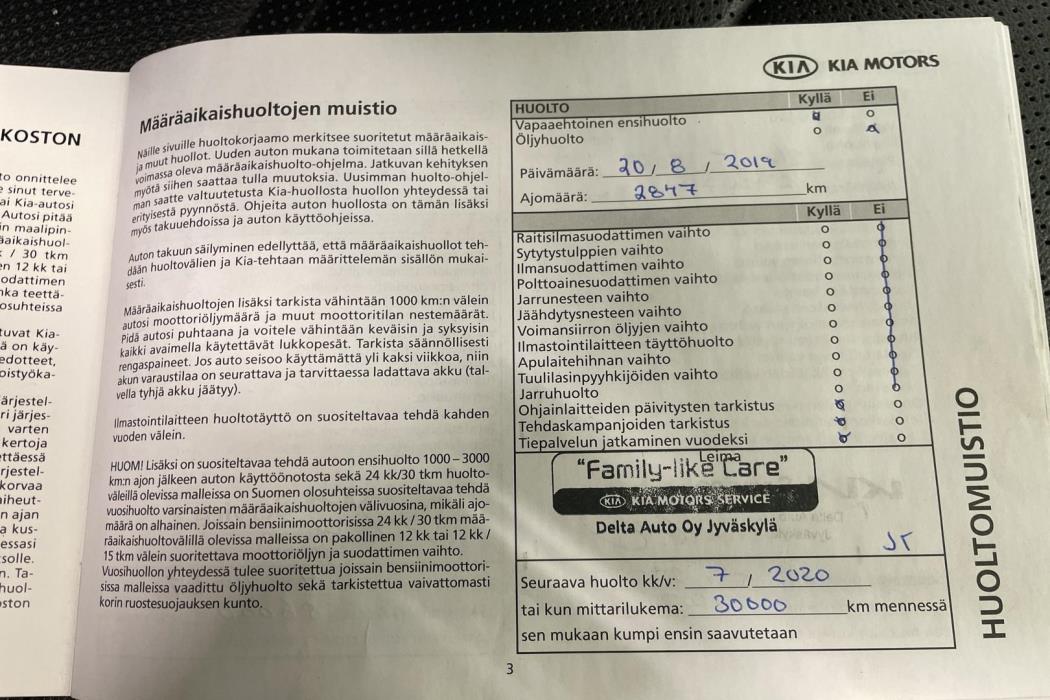 KOSTON
to onnittelee
e sinut terve-
ai Kia-autosi
Autosi pitää
in maalipin-
äaikaishuol-
/ 30 tkm
en 12 kk tai
odattimen
nka teettä-
osuhteissa
tuvat Kia-
ä on käy-
edotteet,
oistyöka-
ärjestel-
ri järjes-
varten
kertoja
ttäessä
rjestel-
korvaa
aiheut-
n ajan
a kus-
essasi
solle.
n. Ta-
huol-
ston
Määräaikaishuoltojen muistio
Näille sivuille huoltokorjaamo merkitsee suoritetut määräaikais-
ja muut huollot. Uuden auton mukana toimitetaan sillä hetkellä
voimassa oleva määräaikaishuolto-ohjelma. Jatkuvan kehityksen
myötä siihen saattaa tulla muutoksia. Uusimman huolto-ohjel-
man saatte valtuutetusta Kia-huollosta huollon yhteydessä tai
erityisestä pyynnöstä. Ohjeita auton huollosta on tämän lisäksi
myös takuuehdoissa ja auton käyttöohjeissa.
Auton takuun säilyminen edellyttää, että määräaikaishuollot teh-
dään huoltovälien ja Kia-tehtaan määrittelemän sisällön mukai-
sesti.
Määräaikaishuoltojen lisäksi tarkista vähintään 1000 km:n välein
autosi moottoriöljymäärä ja muut moottoritilan nestemäärät.
Pidä autosi puhtaana ja voitele vähintään keväisin ja syksyisin
kaikki avaimella käytettävät lukkopesät. Tarkista säännöllisesti
rengaspaineet. Jos auto seisoo käyttämättä yli kaksi viikkoa, niin
akun varaustilaa on seurattava ja tarvittaessa ladattava akku (tal-
vella tyhjä akku jäätyy).
Ilmastointilaitteen huoltotäyttö on suositeltavaa tehdä kahden
vuoden välein.
HUOM! Lisäksi on suositeltavaa tehdä autoon ensihuolto 1000 – 3000
km:n ajon jälkeen auton käyttöönotosta sekä 24 kk/30 tkm huolto-
väleillä olevissa malleissa on Suomen olosuhteissa suositeltavaa tehdä
vuosihuolto varsinaisten määräaikaishuoltojen välivuosina, mikäli ajo-
määrä on alhainen. Joissain bensiinimoottorisissa 24 kk / 30 tkm mää-
räaikaishuoltovälillä olevissa malleissa on pakollinen 12 kk tai 12 kk /
15 tkm välein suoritettava moottoriöljyn ja suodattimen vaihto.
Vuosihuollon yhteydessä tulee suoritettua joissain bensiinimoottori-
sissa malleissa vaadittu öljyhuolto sekä tarkistettua vaivattomasti
korin ruostesuojauksen kunto.
KIA KIA MOTORS
HUOLTO Kyllä Ei
Vapaaehtoinen ensihuolto
Öljyhuolto
Päivämäärä: 20 / 8 / 2019
Ajomäärä: 2847 km
Kyllä Ei
Raitisilmasuodattimen vaihto
Sytytystulppien vaihto
Ilmansuodattimen vaihto
Polttoainesuodattimen vaihto
Jarrunesteen vaihto
Jäähdytysnesteen vaihto
Voimansiirron öljyjen vaihto
Ilmastointilaitteen täyttöhuolto
Apulaitehihnan vaihto
Tuulilasinpyyhkijöiden vaihto
Jarruhuolto
Ohjainlaitteiden päivitysten tarkistus
Tehdaskampanjoiden tarkistus
Tiepalvelun jatkaminen vuodeksi
Leima
"Family-like Care"
KIA KIA MOTORS SERVICE
Delta Auto Oy Jyväskylä
JT
Seuraava huolto kk/v: 7 / 2020
tai kun mittarilukema: 30000 km mennessä
sen mukaan kumpi ensin saavutetaan
HUOLTOMUISTIO
3